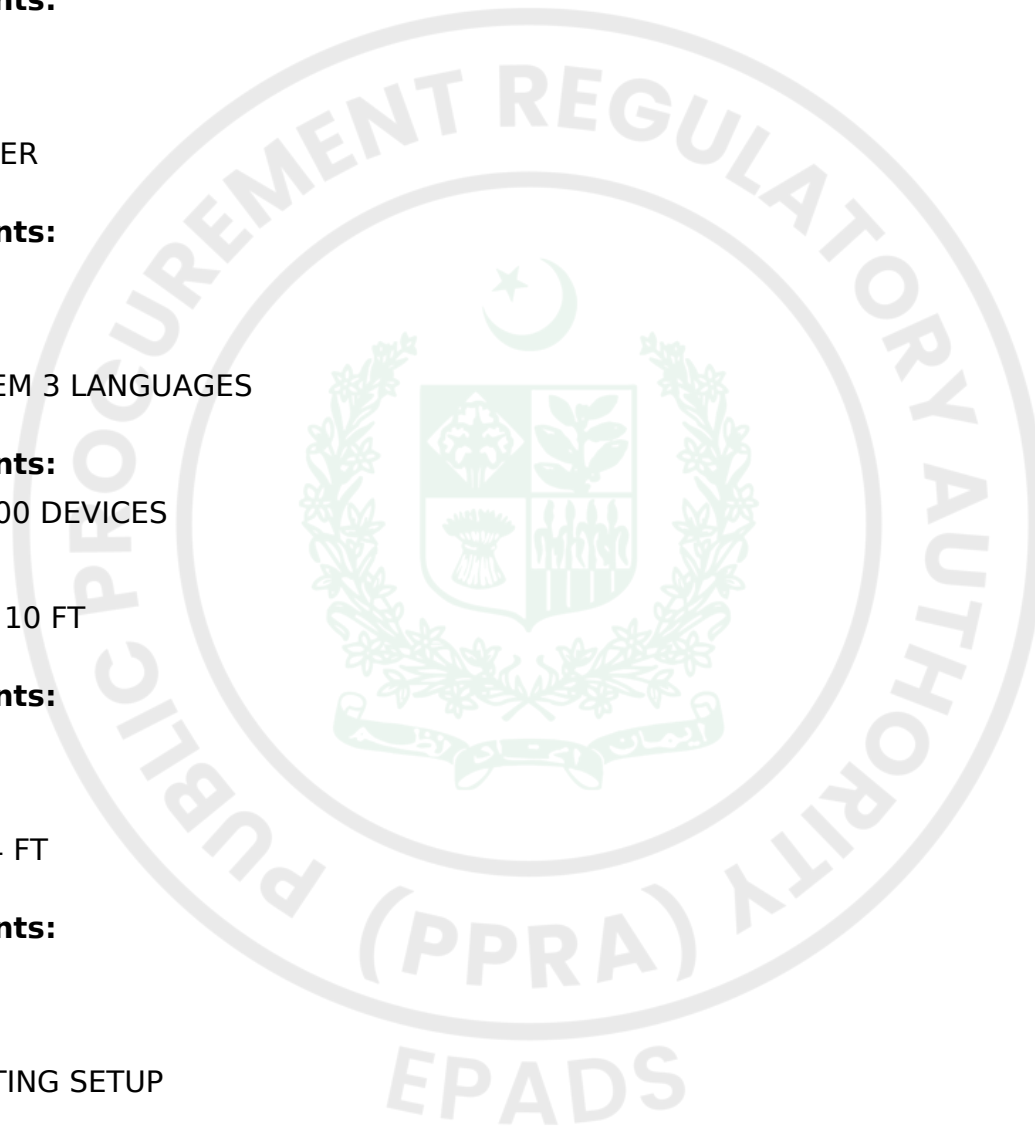 nts:
ER
nts:
EM 3 LANGUAGES
nts:
00 DEVICES
10 FT
nts:
FT
nts:
TING SETUP
PUBLIC PROCUREMENT REGULATORY AUTHORITY
(PPRA)
EPADS